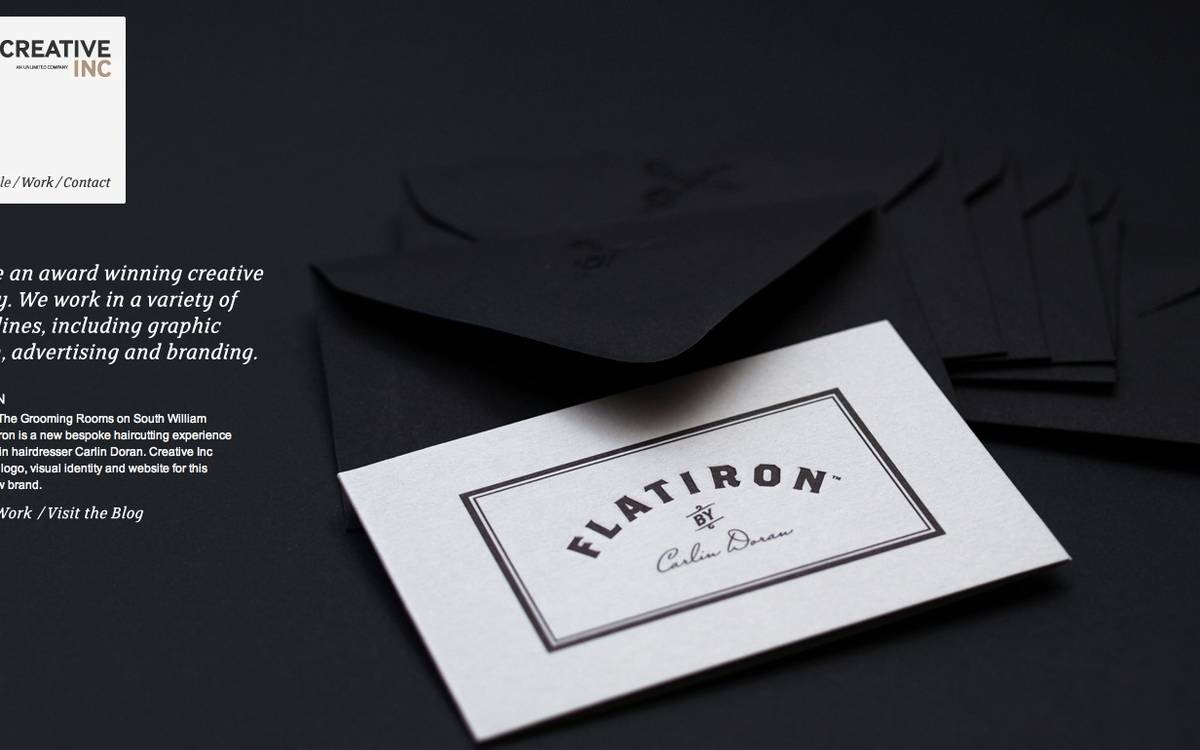 CREATIVE
AN UNLIMITED COMPANY INC
le / Work / Contact
e an award winning creative
y. We work in a variety of
lines, including graphic
, advertising and branding.
N
The Grooming Rooms on South William
ron is a new bespoke haircutting experience
in hairdresser Carlin Doran. Creative Inc
logo, visual identity and website for this
w brand.
Work / Visit the Blog
FLATIRON™
BY
Carlin Doran